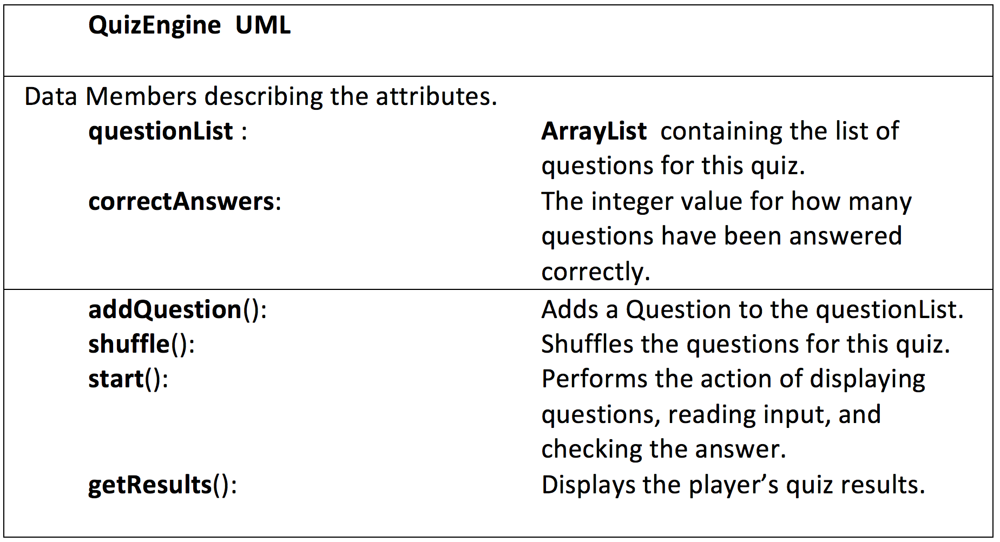 QuizEngine  UML
Data Members describing the attributes.
questionList :
ArrayList  containing the list of
questions for this quiz.
correctAnswers:
The integer value for how many
questions have been answered
correctly.
addQuestion():
Adds a Question to the questionList.
shuffle():
Shuffles the questions for this quiz.
start():
Performs the action of displaying
questions, reading input, and
checking the answer.
getResults():
Displays the player’s quiz results.